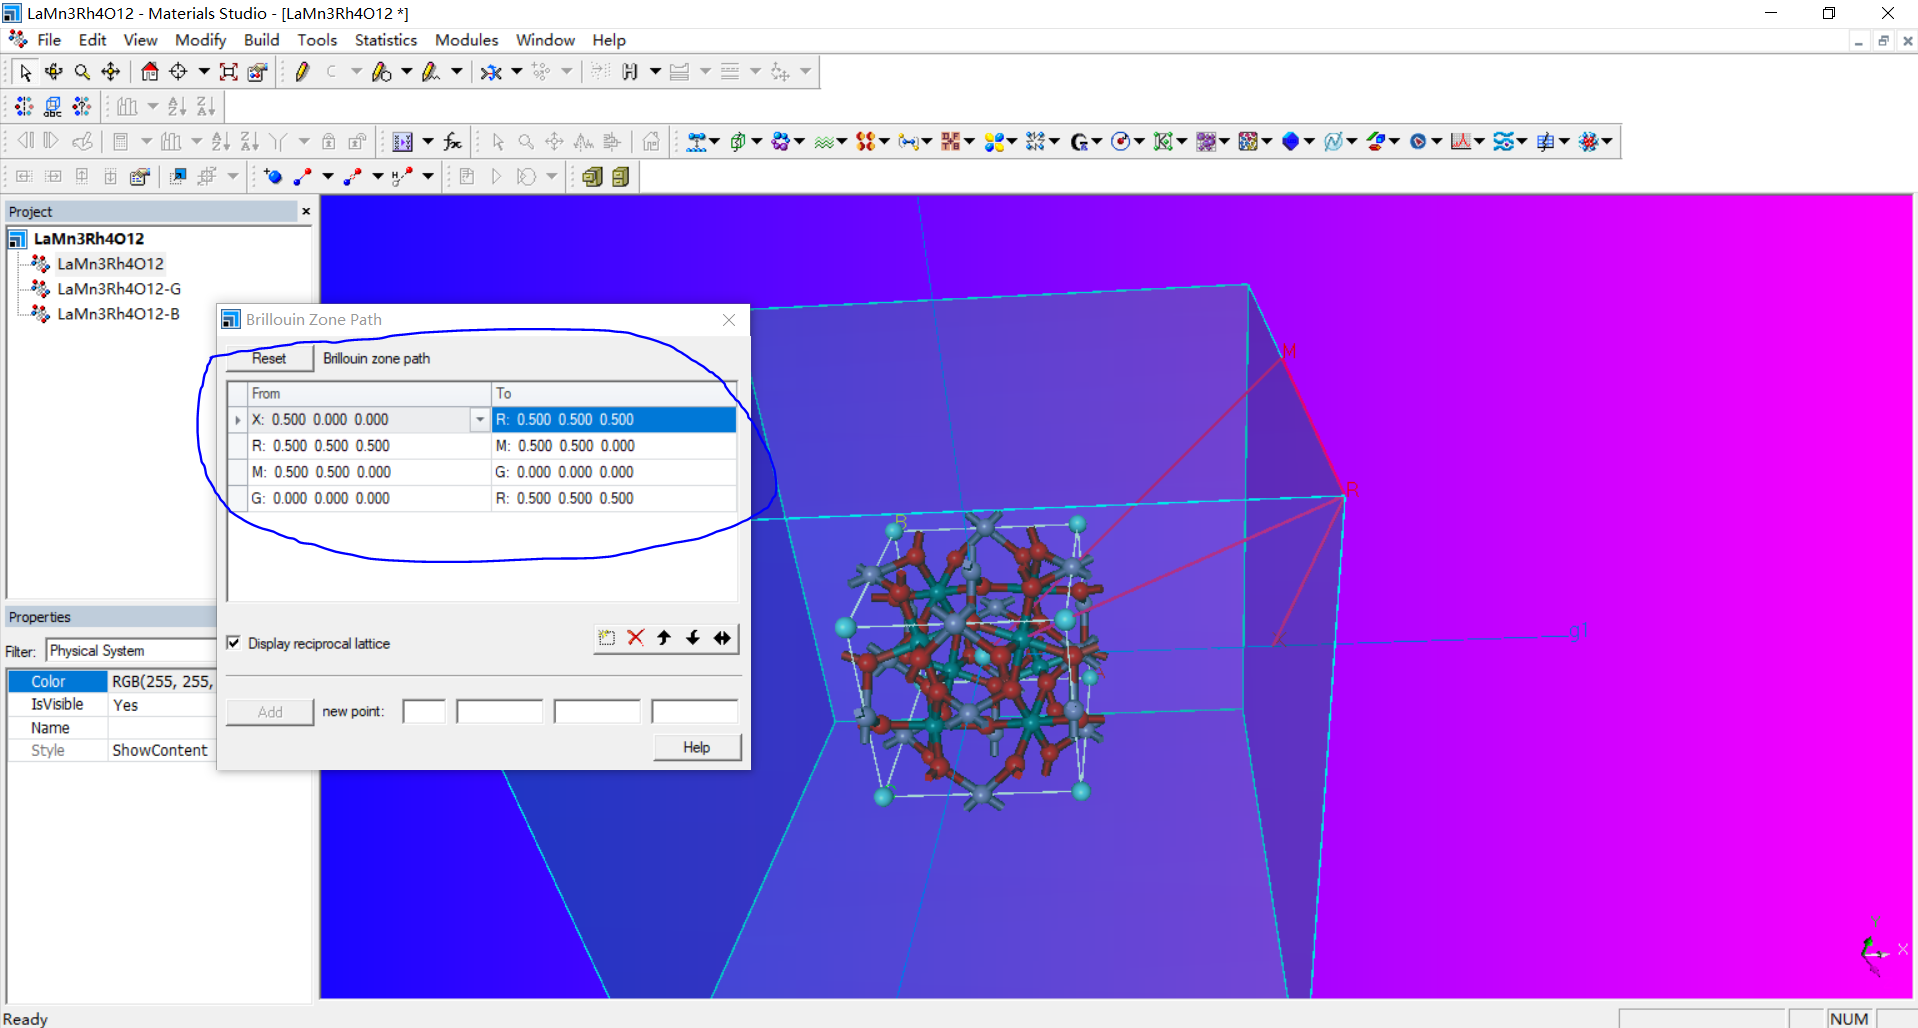 LaMn3Rh4O12 - Materials Studio - [LaMn3Rh4O12 *]
File Edit View Modify Build Tools Statistics Modules Window Help
Project
LaMn3Rh4O12
LaMn3Rh4O12
LaMn3Rh4O12-G
LaMn3Rh4O12-B
Brillouin Zone Path
Reset Brillouin zone path
From To
X: 0.500 0.000 0.000 R: 0.500 0.500 0.500
R: 0.500 0.500 0.500 M: 0.500 0.500 0.000
M: 0.500 0.500 0.000 G: 0.000 0.000 0.000
G: 0.000 0.000 0.000 R: 0.500 0.500 0.500
Display reciprocal lattice
Add new point:
Help
Properties
Filter: Physical System
Color RGB(255, 255,
IsVisible Yes
Name
Style ShowContent
M
R
B
g1
Y
X
Ready
NUM